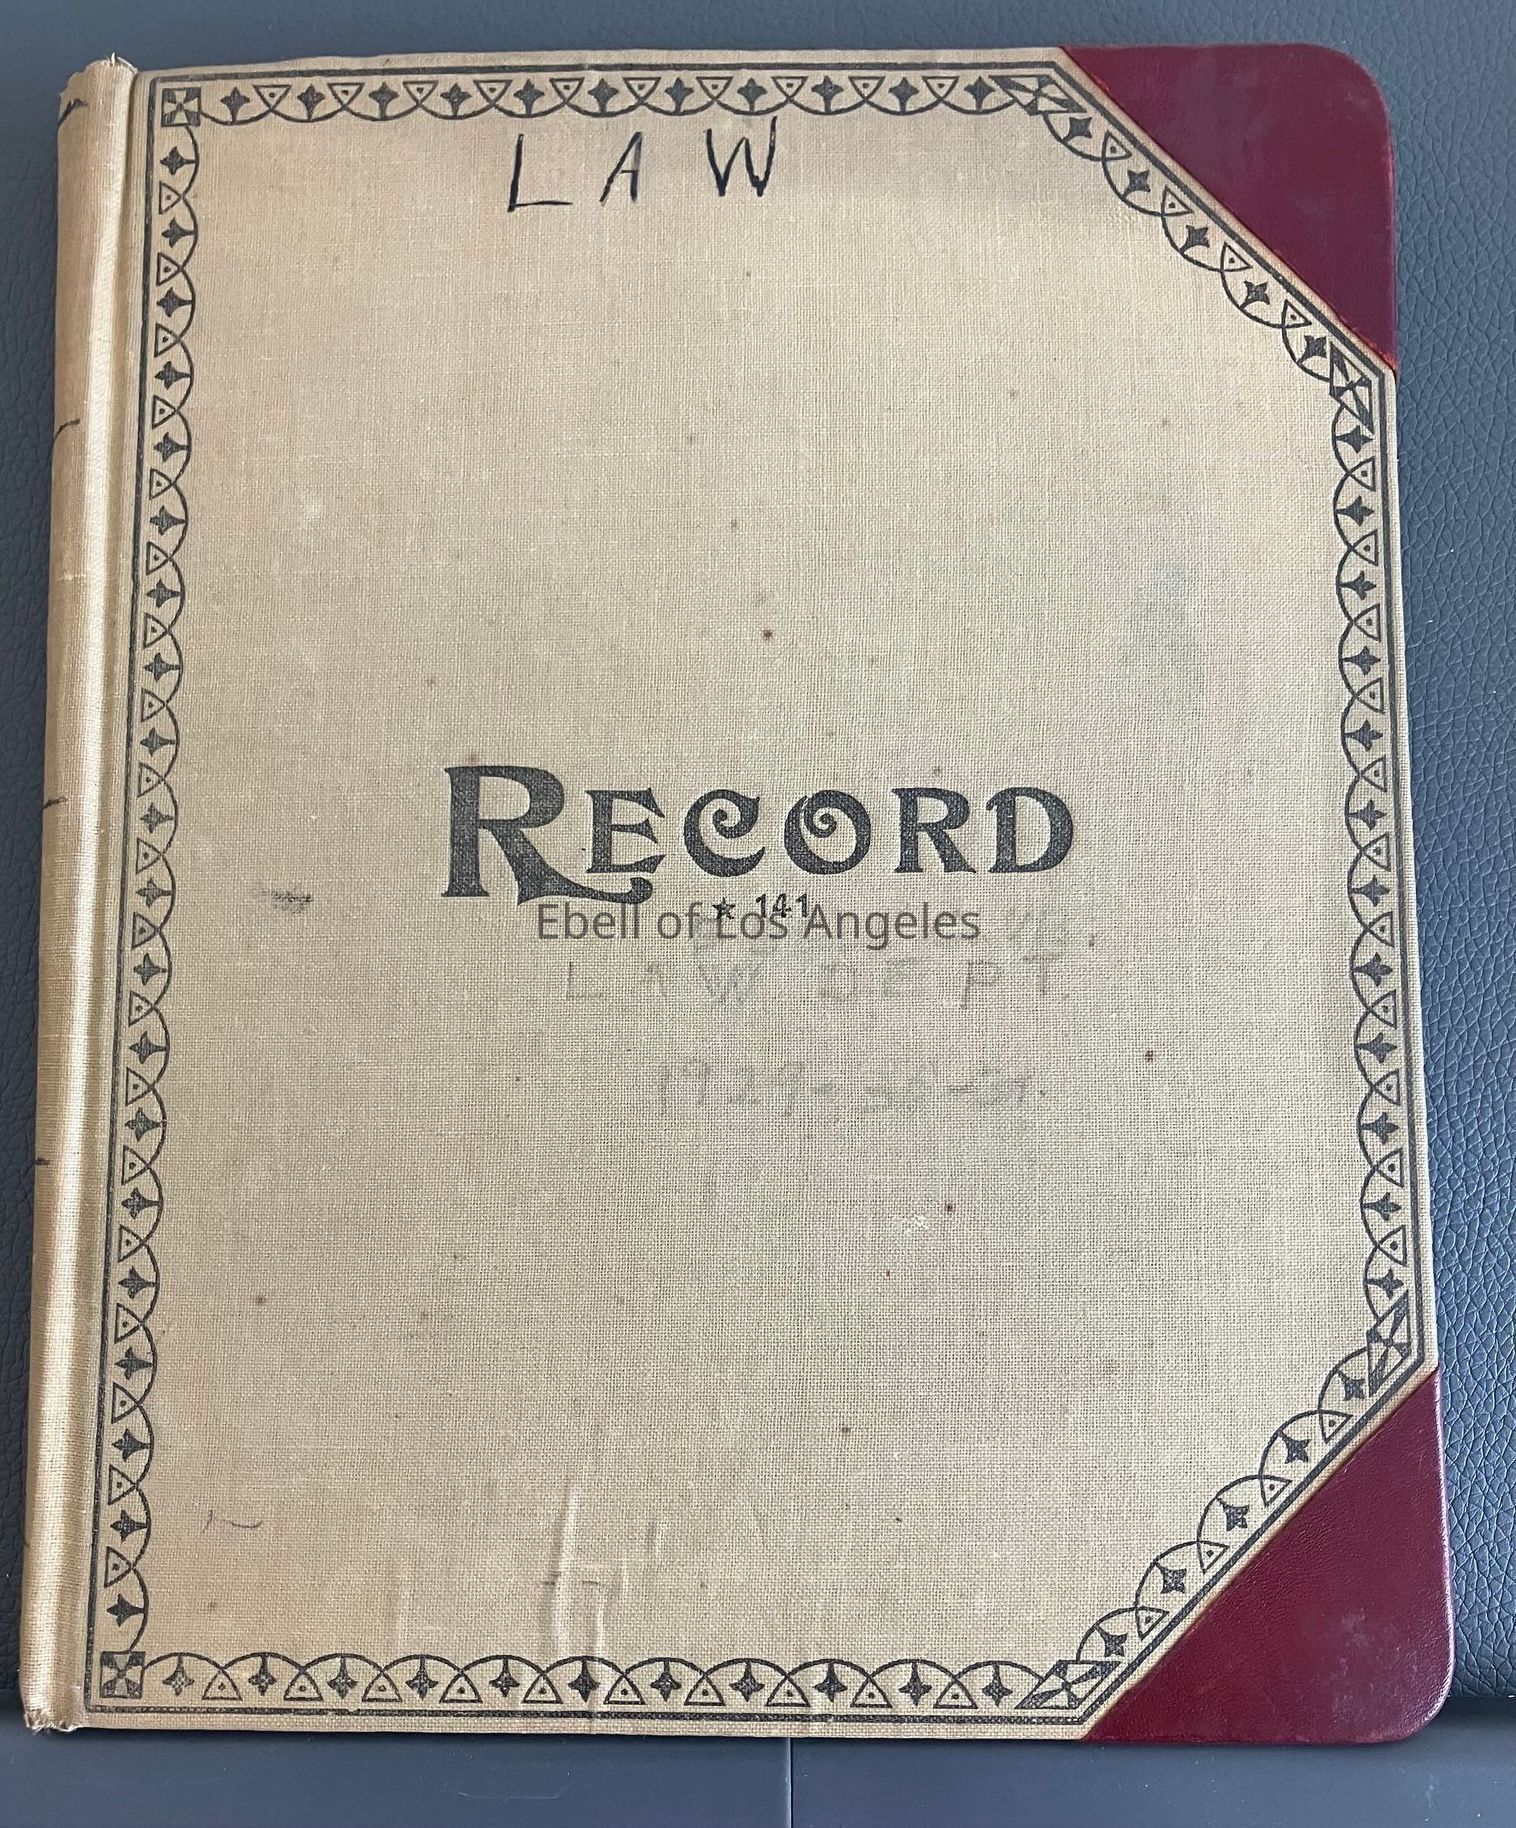 LAW
RECORD
★ 141
Ebell of Los Angeles
LAW DEPT